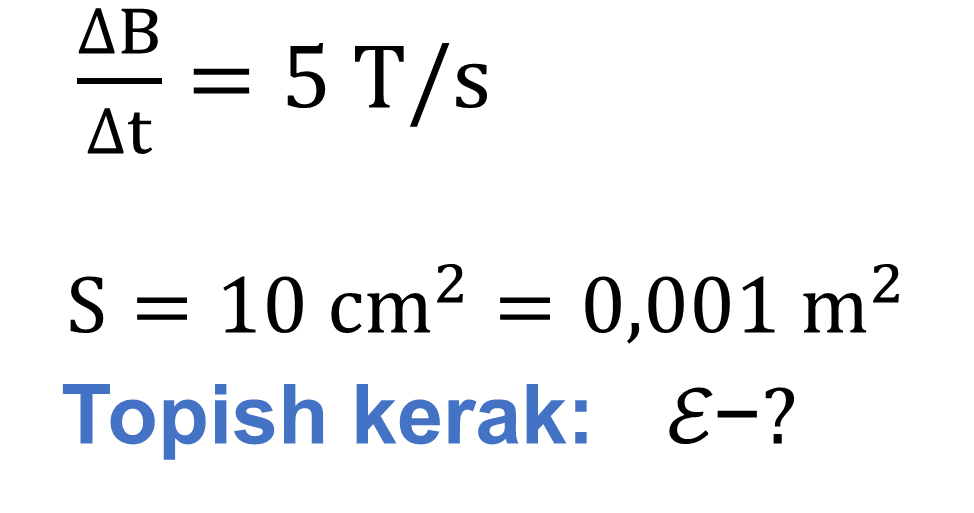 ΔB/Δt = 5 T/s
S = 10 cm² = 0,001 m²
Topish kerak: ℰ−?